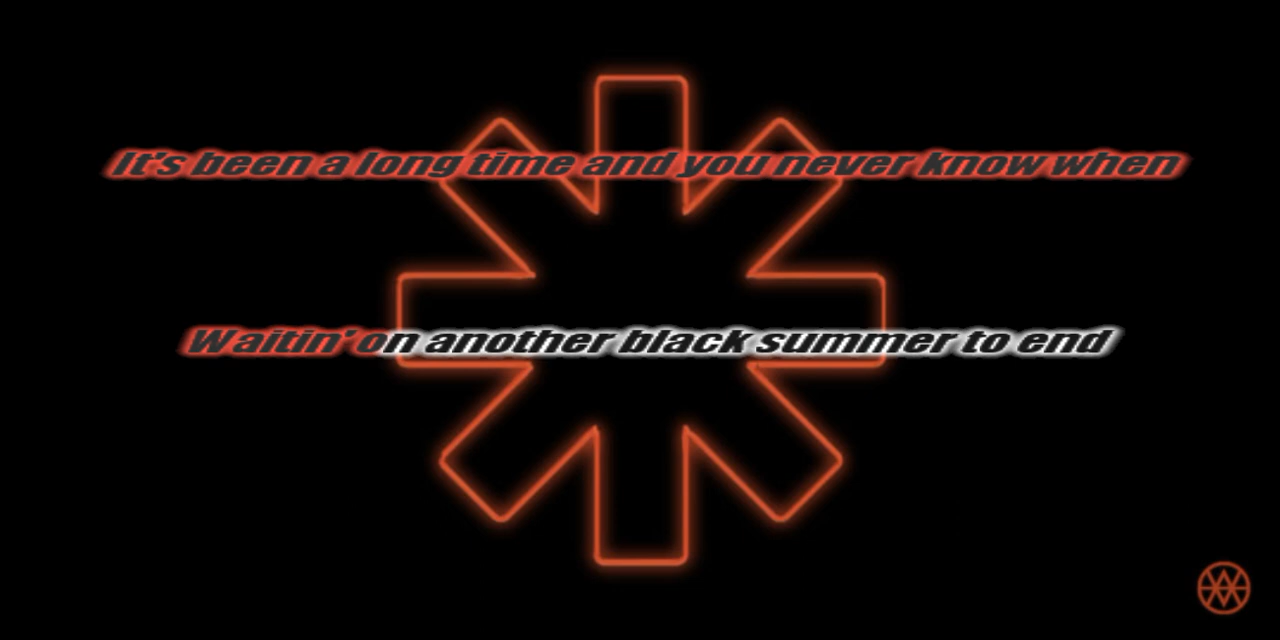 It's been a long time and you never know when
Waitin' on another black summer to end